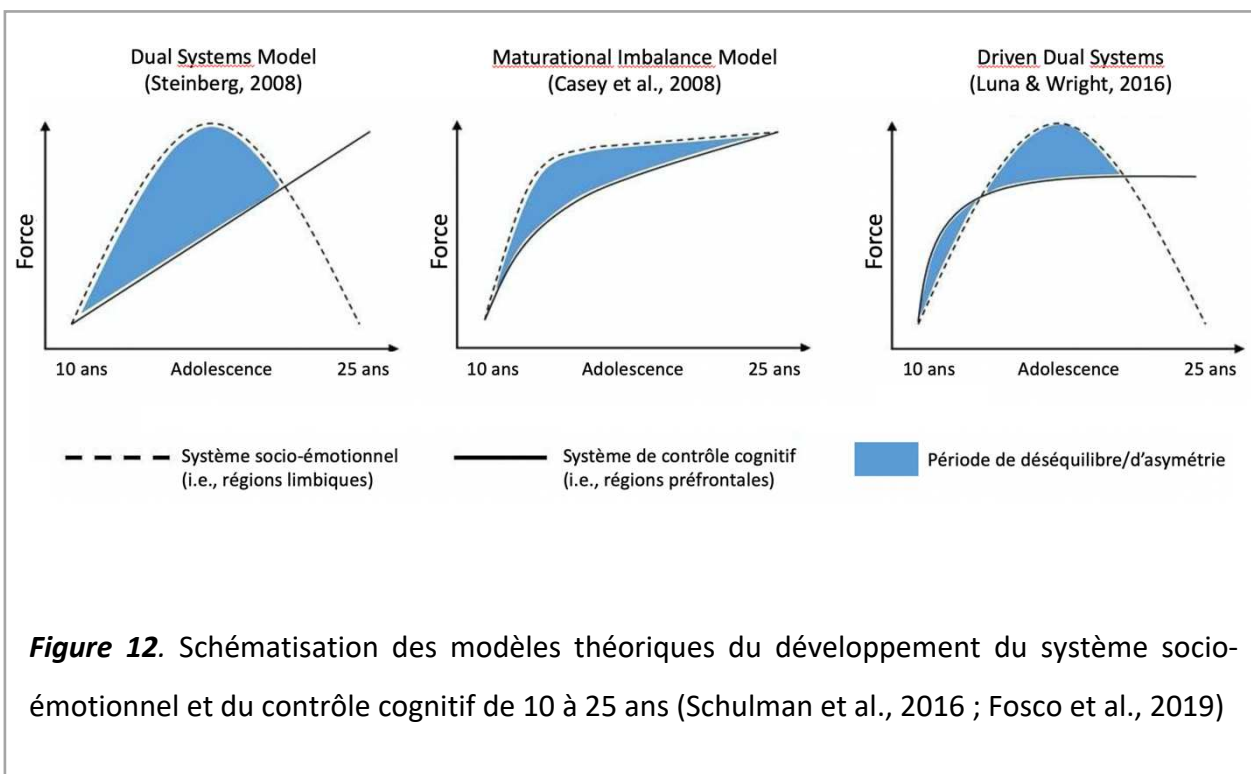 Dual Systems Model
(Steinberg, 2008)
Maturational Imbalance Model
(Casey et al., 2008)
Driven Dual Systems
(Luna & Wright, 2016)
Force
10 ans Adolescence 25 ans
Force
10 ans Adolescence 25 ans
Force
10 ans Adolescence 25 ans
Système socio-émotionnel
(i.e., régions limbiques)
Système de contrôle cognitif
(i.e., régions préfrontales)
Période de déséquilibre/d'asymétrie
Figure 12. Schématisation des modèles théoriques du développement du système socio-
émotionnel et du contrôle cognitif de 10 à 25 ans (Schulman et al., 2016 ; Fosco et al., 2019)